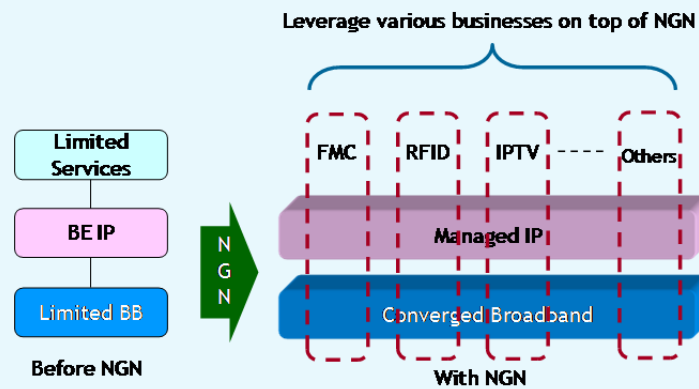 Leverage various businesses on top of NGN
Limited
Services
BE IP
Limited BB
Before NGN
N
G
N
FMC
RFID
IPTV
Others
Managed IP
Converged Broadband
With NGN